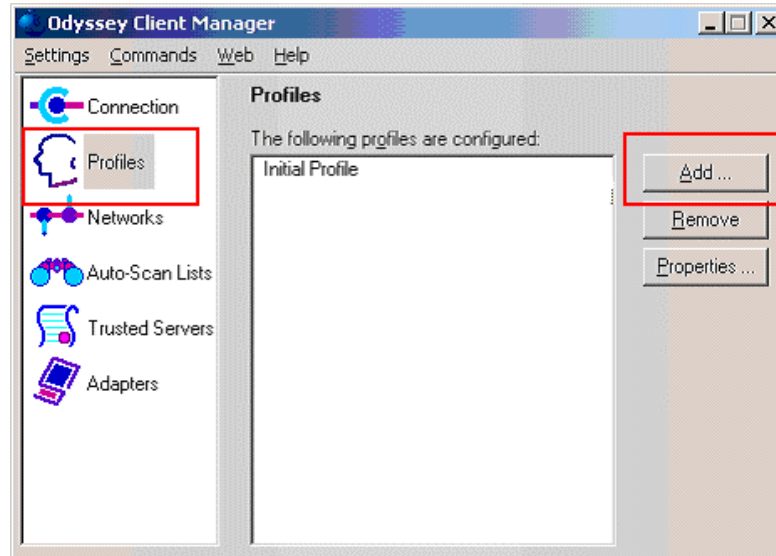 Odyssey Client Manager
Settings Commands Web Help
Connection
Profiles
Networks
Auto-Scan Lists
Trusted Servers
Adapters
Profiles
The following profiles are configured:
Initial Profile
Add ...
Remove
Properties ...